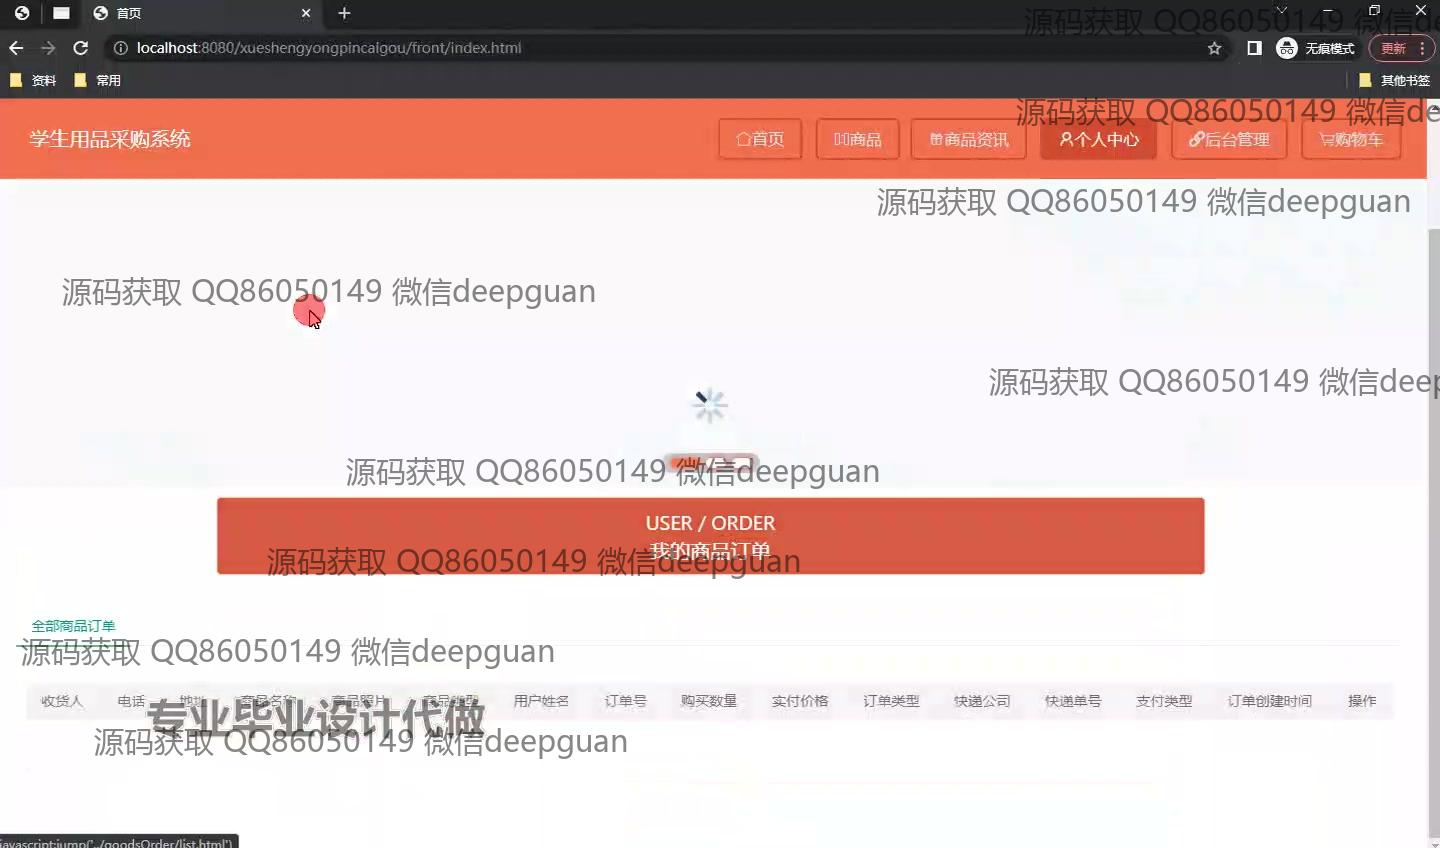 首页
localhost:8080/xueshengyongpincaigou/front/index.html
无痕模式
更新
资料
常用
其他书签
源码获取 QQ86050149 微信de
学生用品采购系统
首页
商品
商品资讯
个人中心
后台管理
购物车
源码获取 QQ86050149 微信de
源码获取 QQ86050149 微信deepguan
源码获取 QQ86050149 微信deepguan
源码获取 QQ86050149 微信deep
源码获取 QQ86050149 微信deepguan
USER / ORDER
我的商品订单
源码获取 QQ86050149 微信deepguan
全部商品订单
源码获取 QQ86050149 微信deepguan
收货人 电话 地址 商品名称 商品照片 商品类型 用户姓名 订单号 购买数量 实付价格 订单类型 快递公司 快递单号 支付类型 订单创建时间 操作
专业毕业设计代做
源码获取 QQ86050149 微信deepguan
javascript:jump('../goodsOrder/list.html')